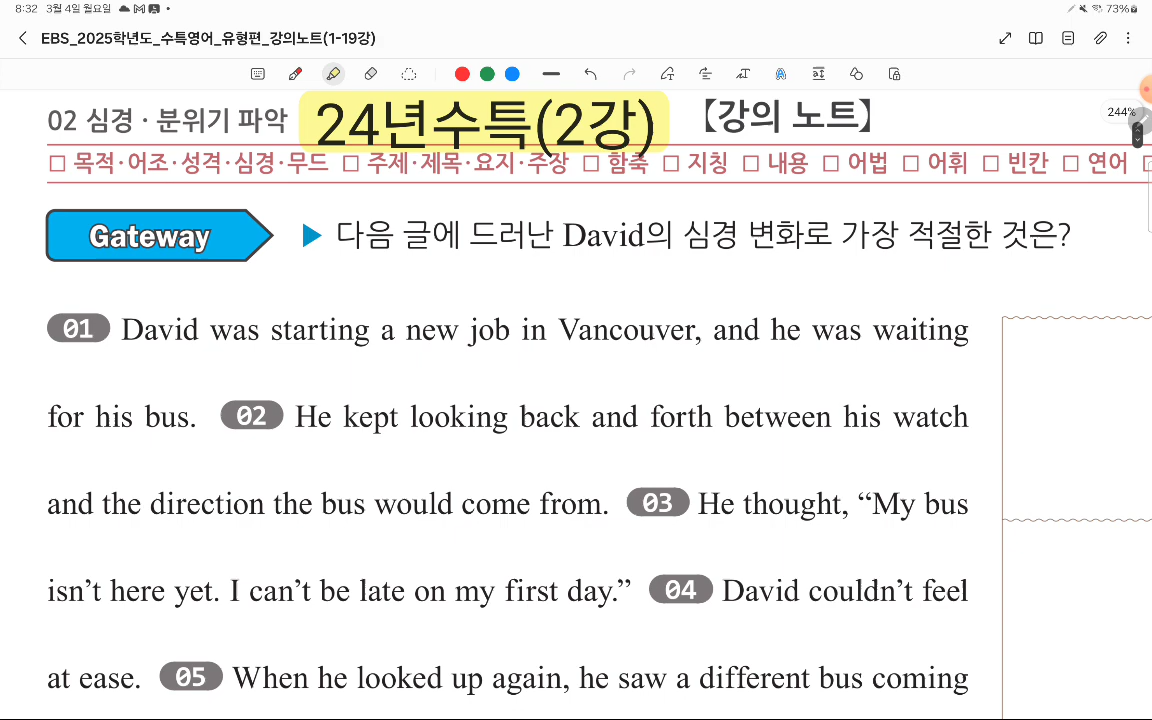 8:32 3월 4일 월요일 73%
EBS_2025학년도_수특영어_유형편_강의노트(1-19강)
244%
02 심경·분위기 파악 24년수특(2강) 【강의 노트】
□ 목적·어조·성격·심경·무드 □ 주제·제목·요지·주장 □ 함축 □ 지칭 □ 내용 □ 어법 □ 어휘 □ 빈칸 □ 연어
Gateway ▶ 다음 글에 드러난 David의 심경 변화로 가장 적절한 것은?
01 David was starting a new job in Vancouver, and he was waiting
for his bus. 02 He kept looking back and forth between his watch
and the direction the bus would come from. 03 He thought, “My bus
isn’t here yet. I can’t be late on my first day.” 04 David couldn’t feel
at ease. 05 When he looked up again, he saw a different bus coming